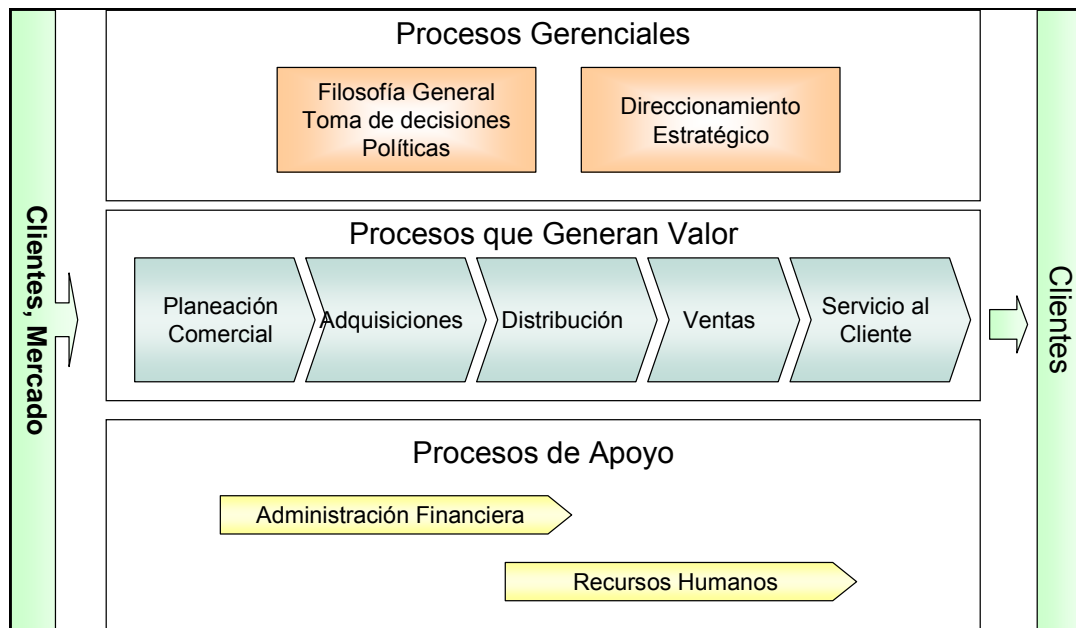 Clientes, Mercado
Procesos Gerenciales
Filosofía General
Toma de decisiones
Políticas
Direccionamiento
Estratégico
Procesos que Generan Valor
Planeación
Comercial
Adquisiciones
Distribución
Ventas
Servicio al
Cliente
Procesos de Apoyo
Administración Financiera
Recursos Humanos
Clientes